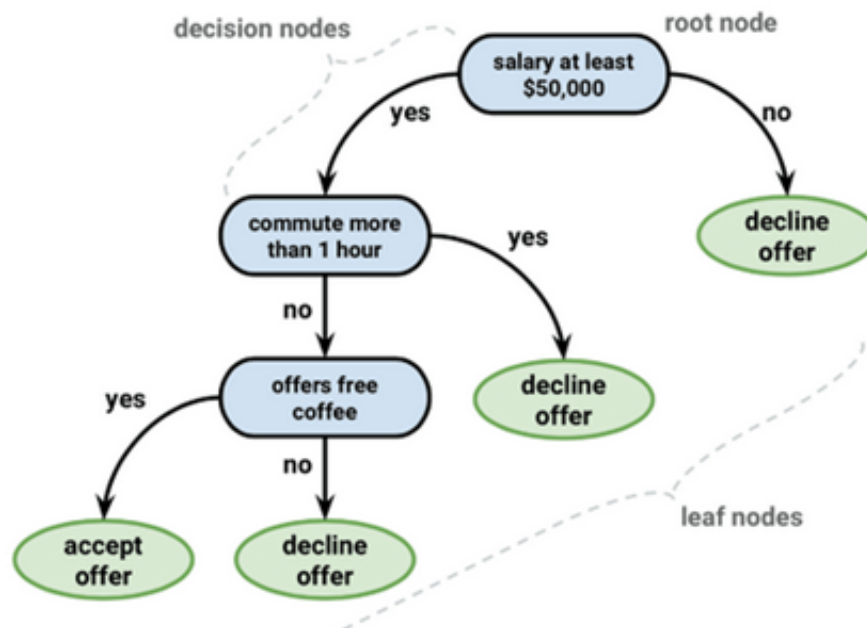 decision nodes
root node
salary at least
$50,000
yes
no
decline
offer
commute more
than 1 hour
yes
no
decline
offer
offers free
coffee
yes
no
leaf nodes
accept
offer
decline
offer